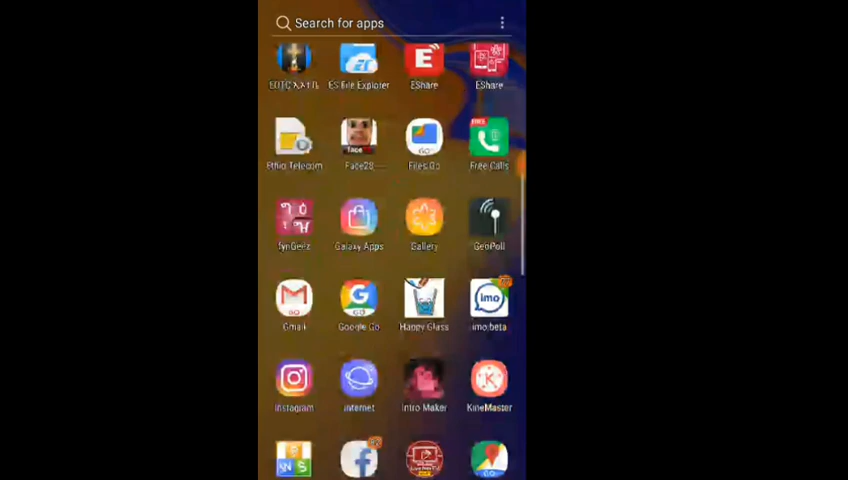 Search for apps
ES File Explorer
EShare
EShare
Ethio Telecom
Face28
Files Go
Free Calls
Galaxy Apps
Gallery
GeoPoll
Gmail
Google Go
Happy Glass
imo beta
Instagram
Internet
Intro Maker
KineMaster